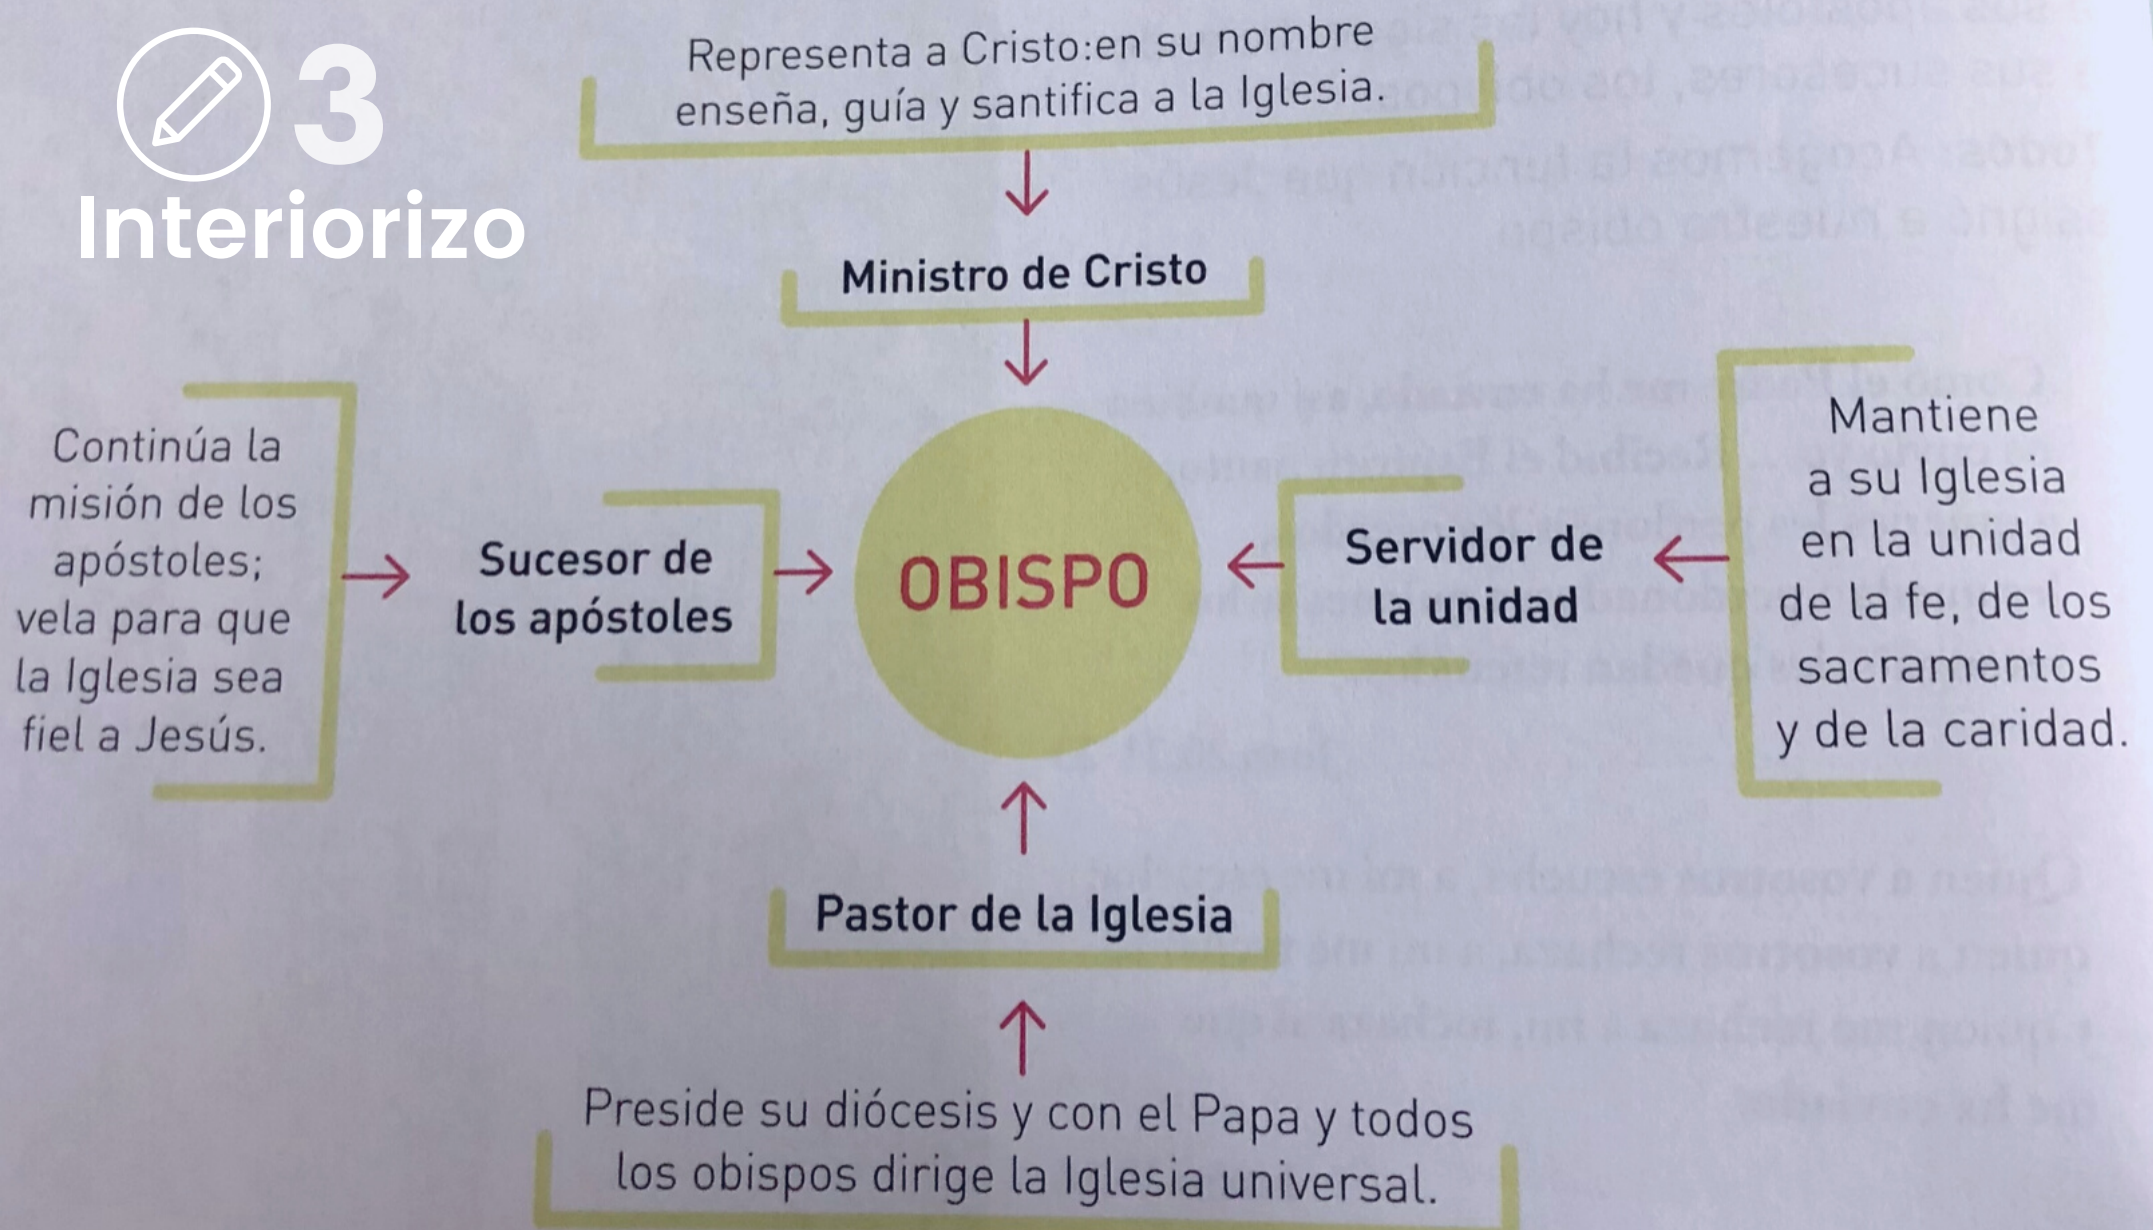 3
Interiorizo
Representa a Cristo:en su nombre
enseña, guía y santifica a la Iglesia.
Ministro de Cristo
Continúa la
misión de los
apóstoles;
vela para que
la Iglesia sea
fiel a Jesús.
Sucesor de
los apóstoles
OBISPO
Servidor de
la unidad
Mantiene
a su Iglesia
en la unidad
de la fe, de los
sacramentos
y de la caridad.
Pastor de la Iglesia
Preside su diócesis y con el Papa y todos
los obispos dirige la Iglesia universal.